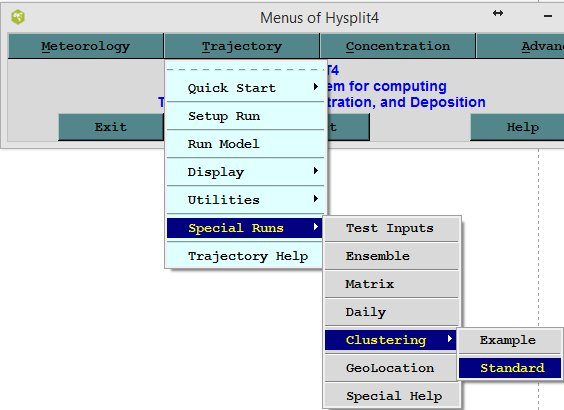 Menus of Hysplit4
Meteorology Trajectory Concentration Advan
T4
em for computing
T tration, and Deposition
Exit t Help
Quick Start
Setup Run
Run Model
Display
Utilities
Special Runs
Trajectory Help
Test Inputs
Ensemble
Matrix
Daily
Clustering
GeoLocation
Special Help
Example
Standard